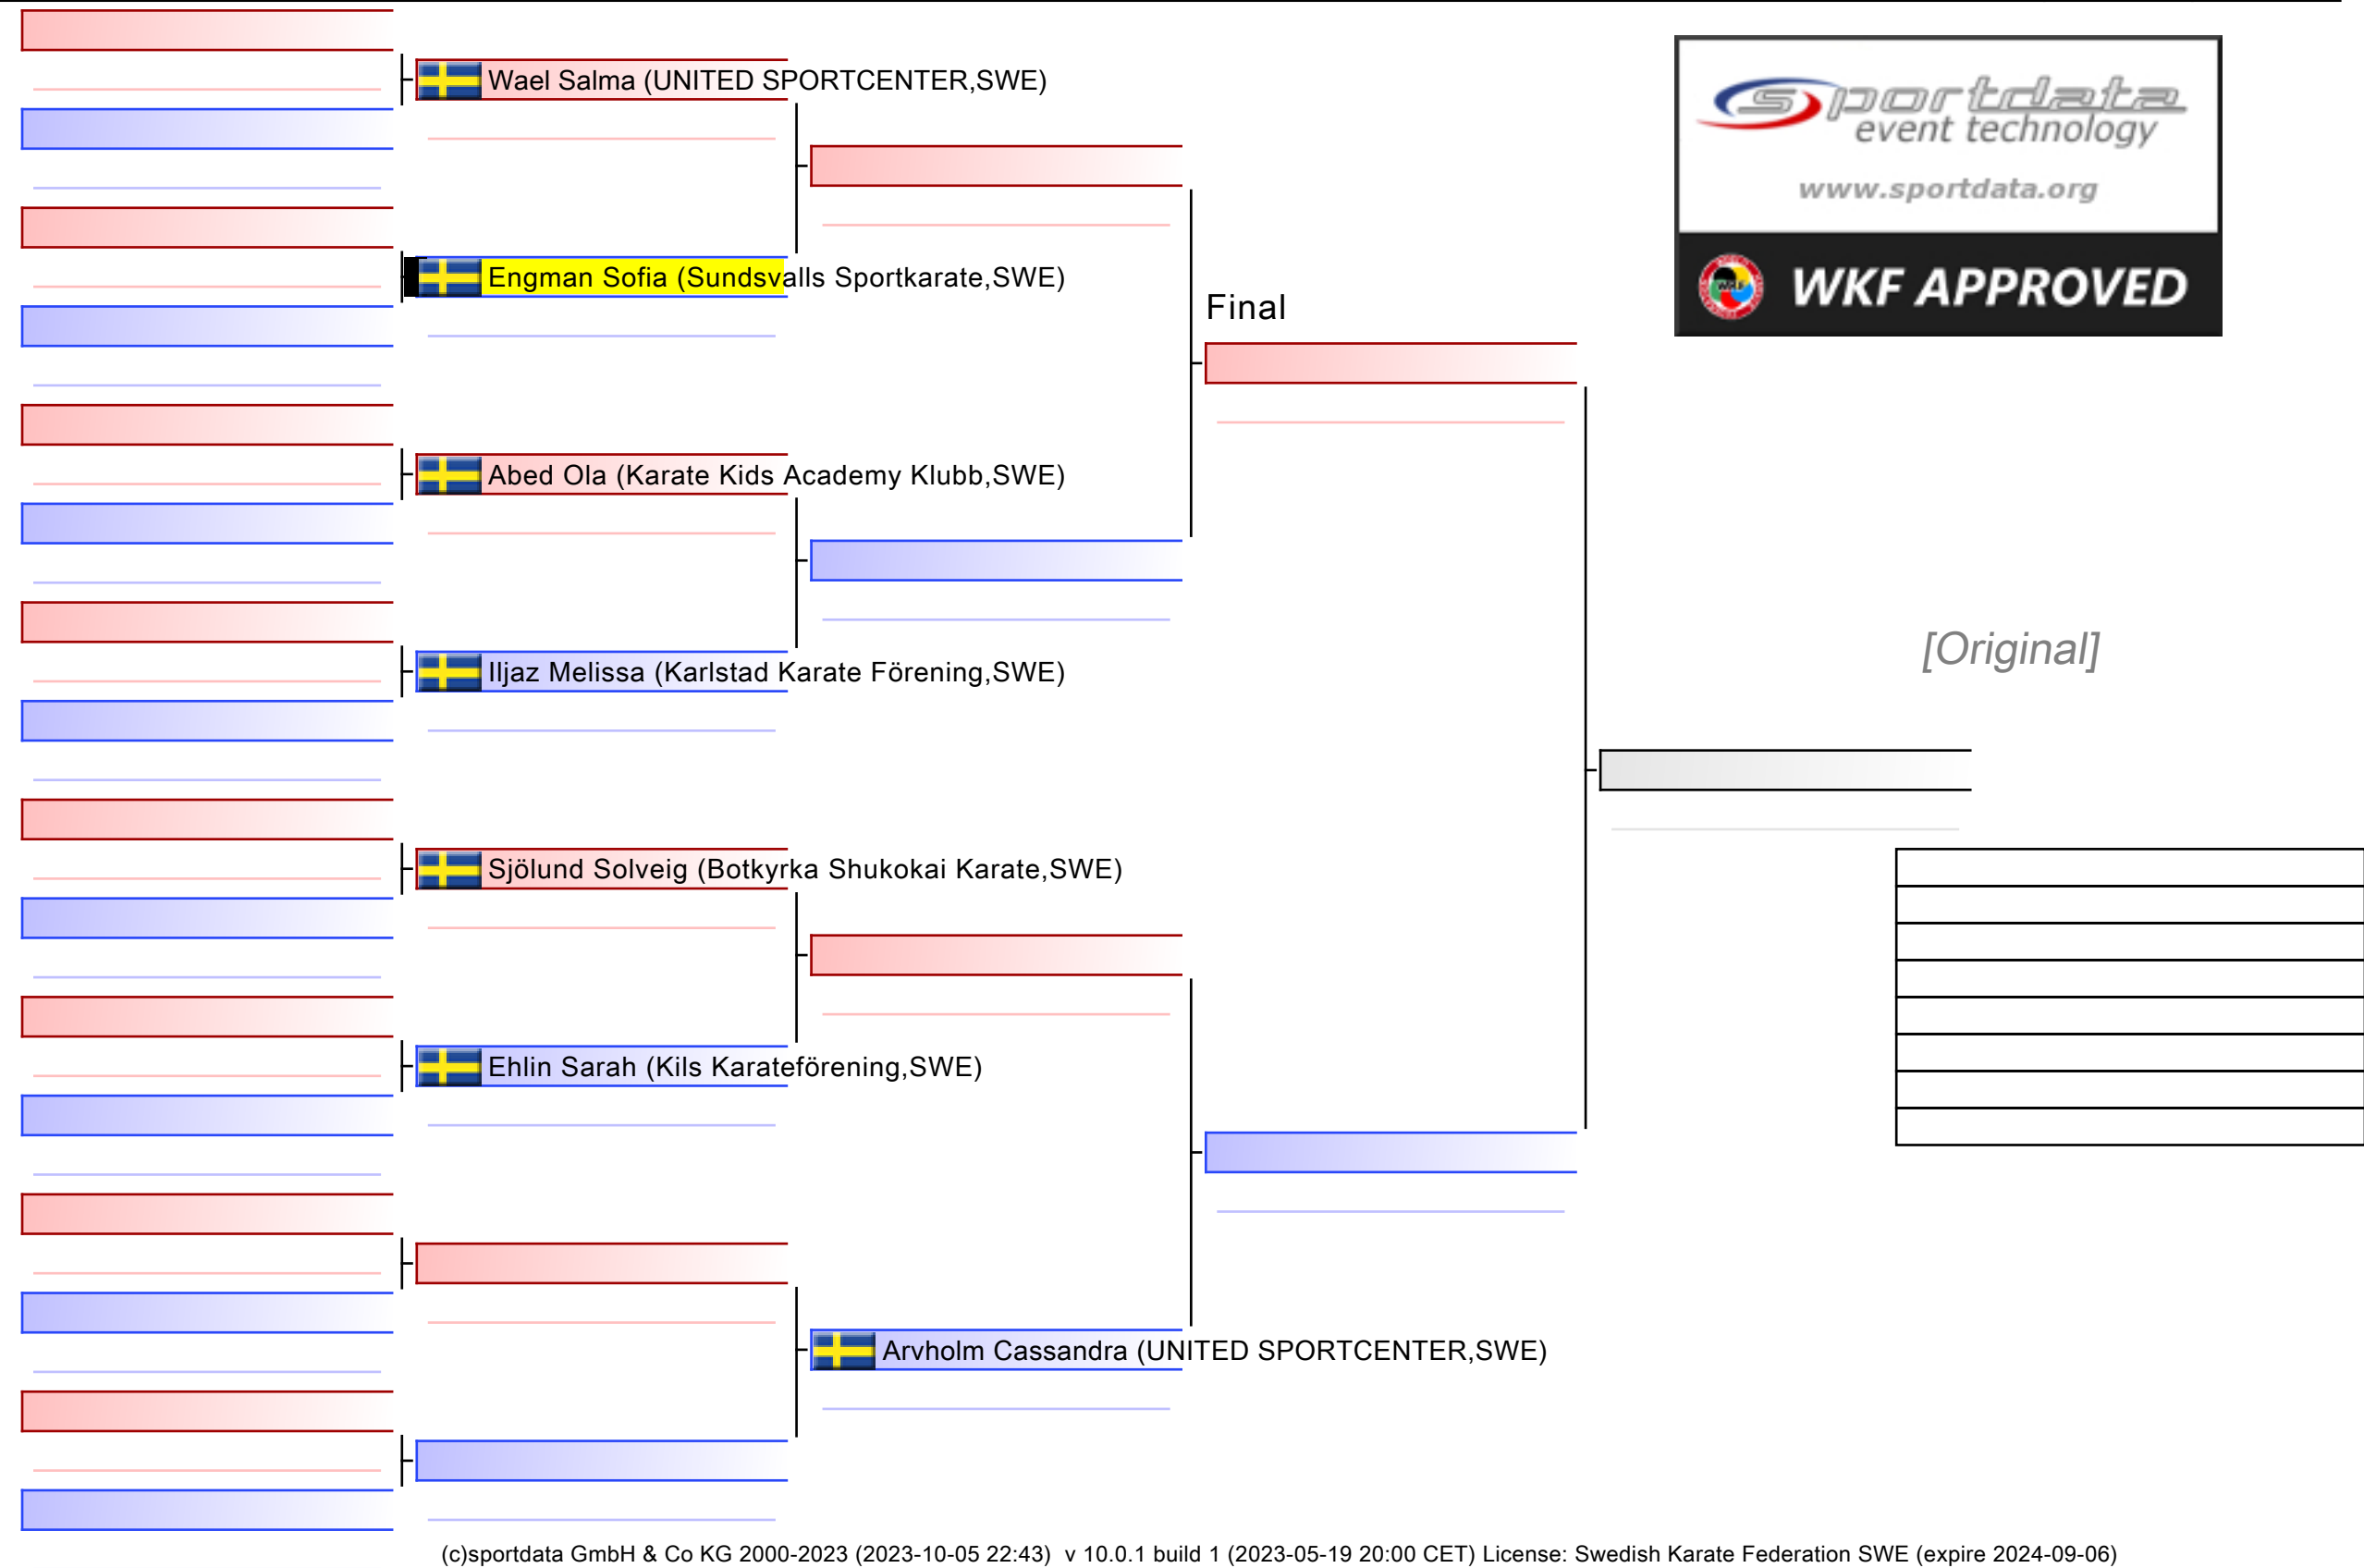 Wael Salma (UNITED SPORTCENTER,SWE)
sportdata
event technology
www.sportdata.org
WKF APPROVED
Engman Sofia (Sundsvalls Sportkarate,SWE)
Final
Abed Ola (Karate Kids Academy Klubb,SWE)
[Original]
Iljaz Melissa (Karlstad Karate Förening,SWE)
Sjölund Solveig (Botkyrka Shukokai Karate,SWE)
Ehlin Sarah (Kils Karateförening,SWE)
Arvholm Cassandra (UNITED SPORTCENTER,SWE)
(c)sportdata GmbH & Co KG 2000-2023 (2023-10-05 22:43)  v 10.0.1 build 1 (2023-05-19 20:00 CET) License: Swedish Karate Federation SWE (expire 2024-09-06)